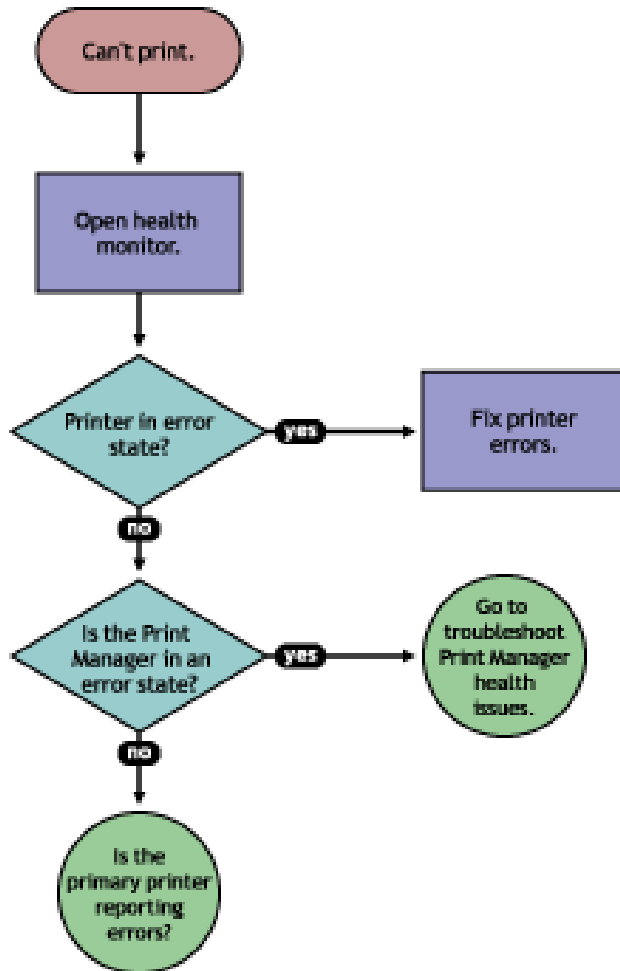 Can't print.
Open health
monitor.
Printer in error
state?
yes
Fix printer
errors.
no
Is the Print
Manager in an
error state?
yes
Go to
troubleshoot
Print Manager
health
issues.
no
Is the
primary printer
reporting
errors?